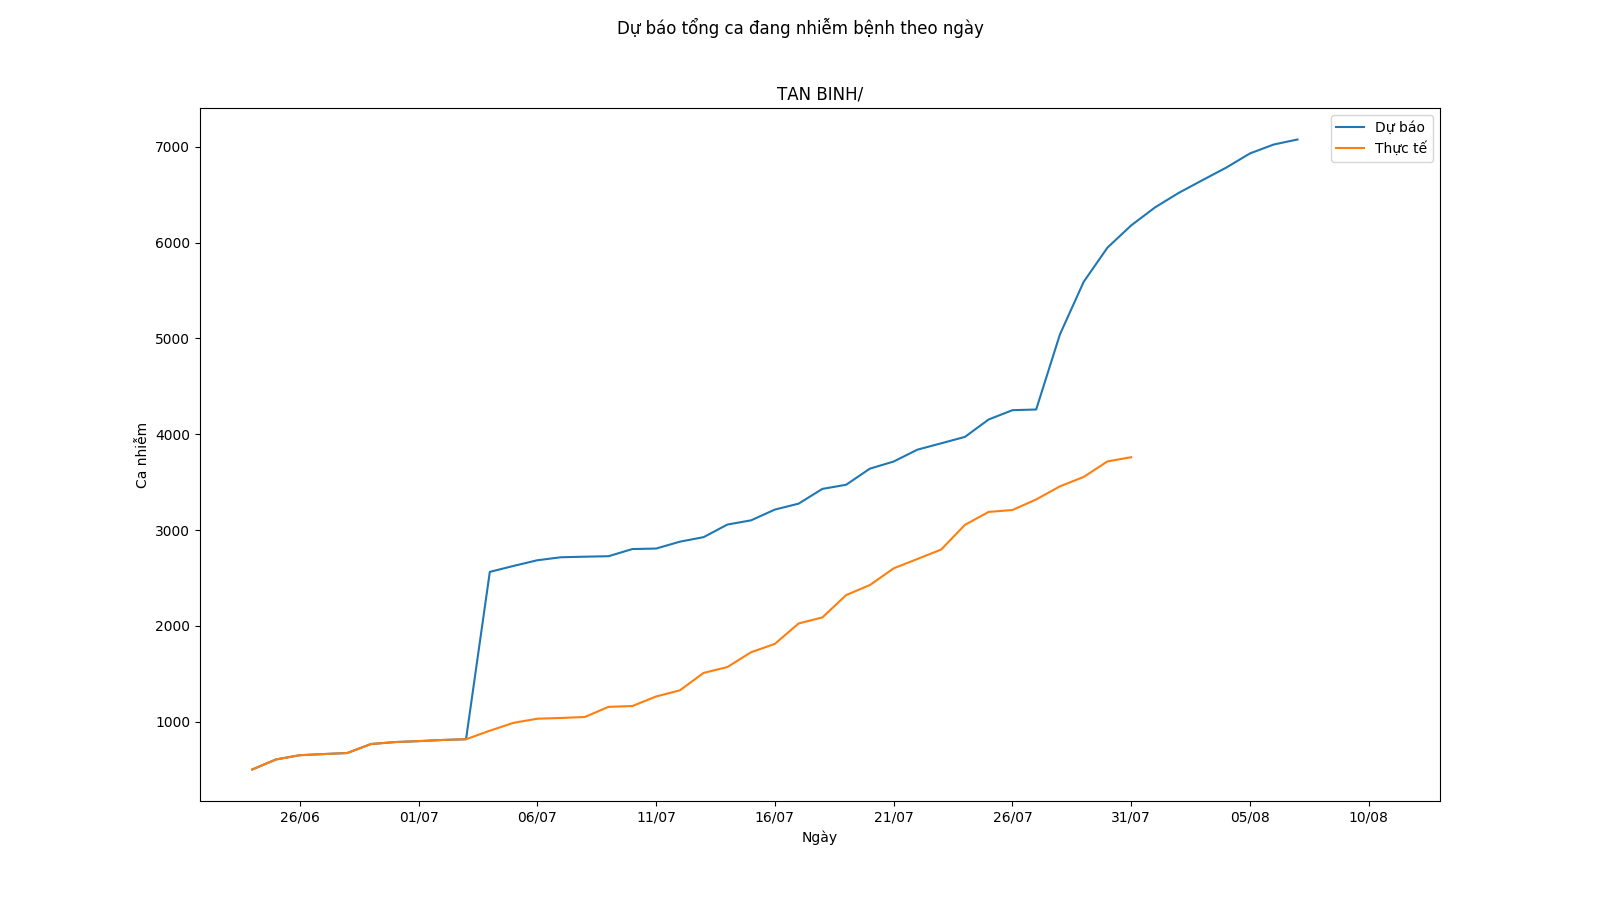 Dự báo tổng ca đang nhiễm bệnh theo ngày
TAN BINH/
Dự báo
Thực tế
7000
6000
5000
4000
3000
2000
1000
Ca nhiễm
26/06
01/07
06/07
11/07
16/07
21/07
26/07
31/07
05/08
10/08
Ngày